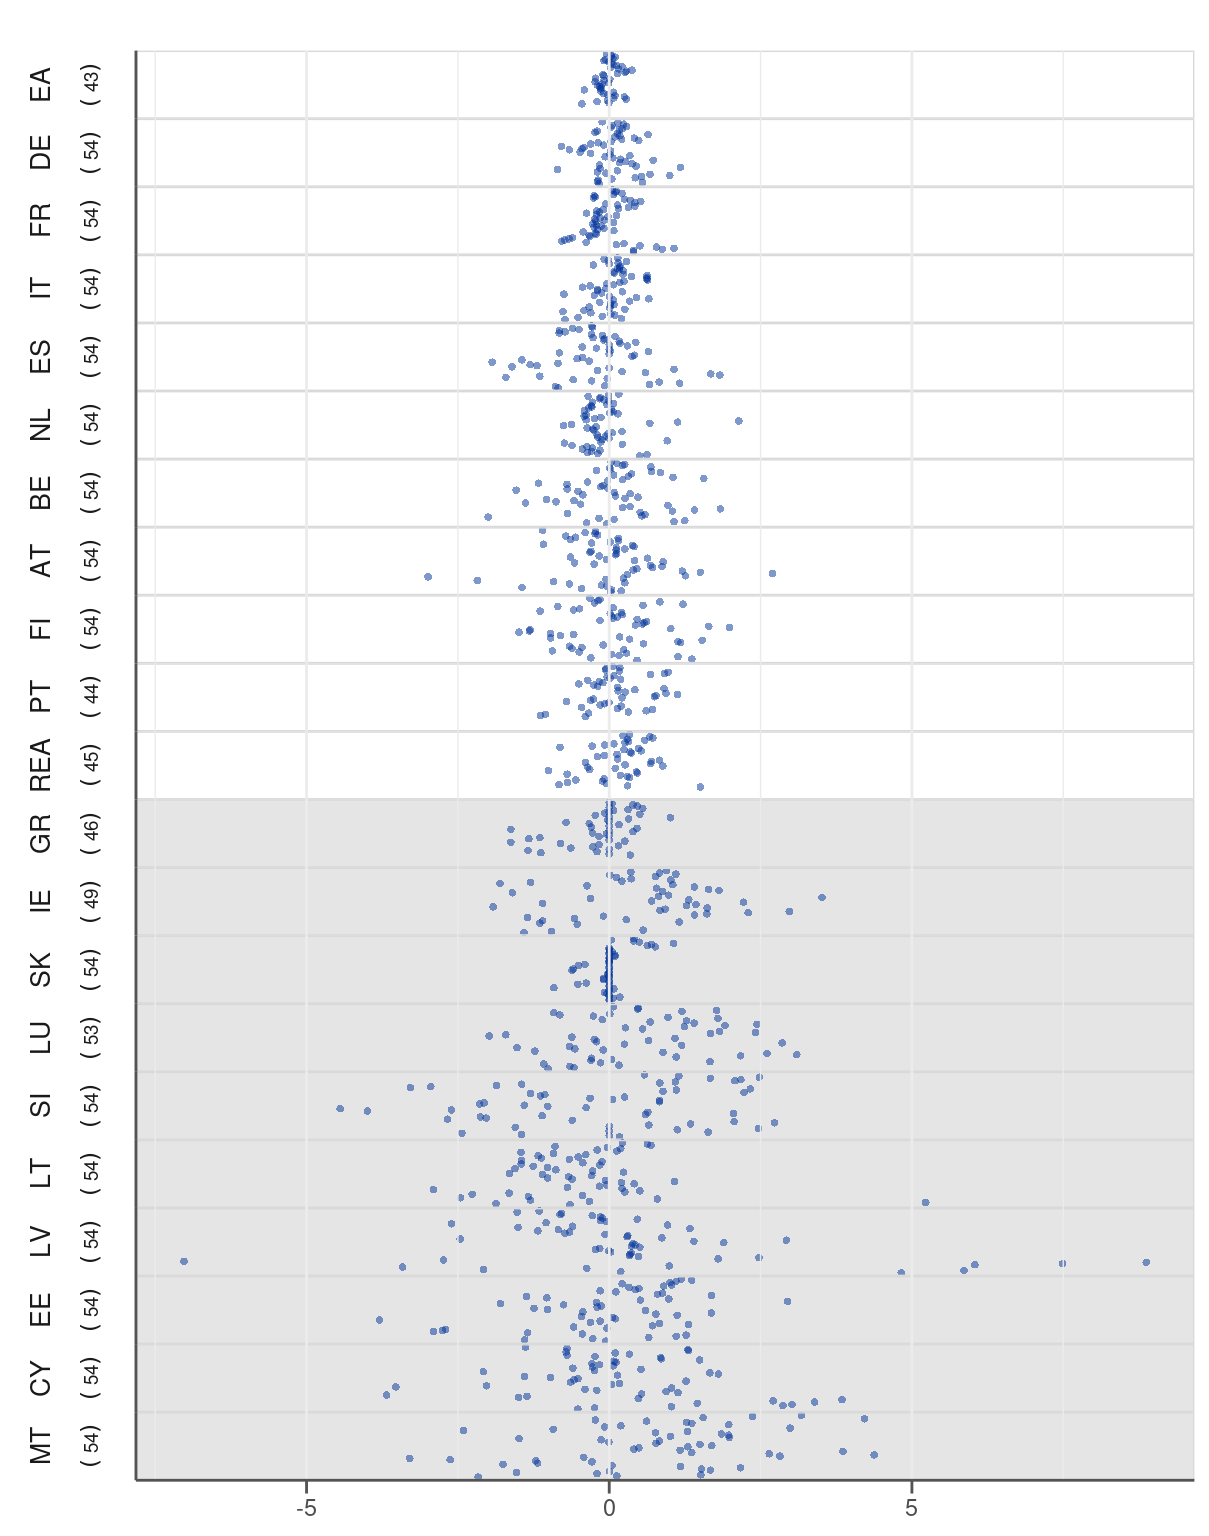 EA ( 43)
DE ( 54)
FR ( 54)
IT ( 54)
ES ( 54)
NL ( 54)
BE ( 54)
AT ( 54)
FI ( 54)
PT ( 44)
REA ( 45)
GR ( 46)
IE ( 49)
SK ( 54)
LU ( 53)
SI ( 54)
LT ( 54)
LV ( 54)
EE ( 54)
CY ( 54)
MT ( 54)
-5 0 5